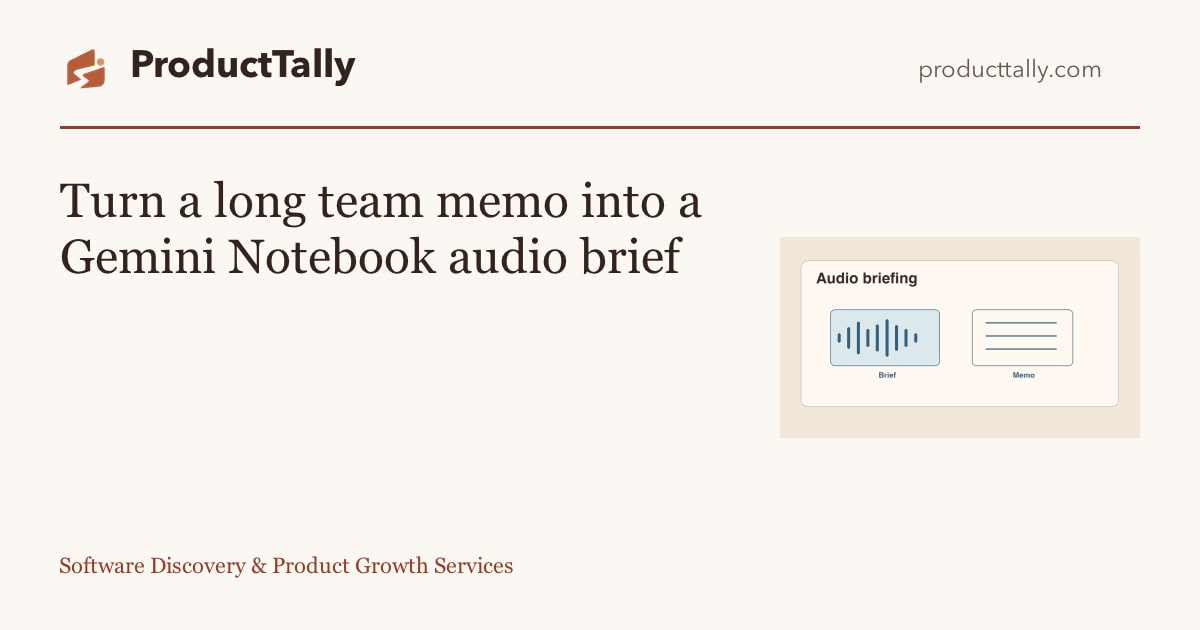 ProductTally
producttally.com
Turn a long team memo into a
Gemini Notebook audio brief
Audio briefing
Brief
Memo
Software Discovery & Product Growth Services